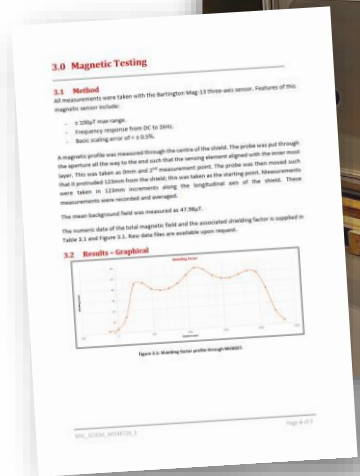 3.0 Magnetic Testing
3.1 Method
All measurements were taken with the Bartington Mag-13 three-axis sensor. Features of this
magnetic sensor include:
- ± 100μT max range.
- Frequency response from DC to 1kHz.
- Basic scaling error of < ± 0.5%.
A magnetic profile was measured through the centre of the shield. The probe was put through
the aperture all the way to the end such that the sensing element aligned with the inner most
layer. This was taken as 0mm and 2nd measurement point. The probe was then moved such
that it protruded 123mm from the shield; this was taken as the starting point. Measurements
were taken in 123mm increments along the longitudinal axis of the shield. These
measurements were recorded and averaged.
The mean background field was measured as 47.98μT.
The numeric data of the total magnetic field and the associated shielding factor is supplied in
Table 3.1 and Figure 3.1. Raw data files are available upon request.
3.2 Results – Graphical
Shielding Factor
Figure 3.1: Shielding factor profile through
Page 6 of 7